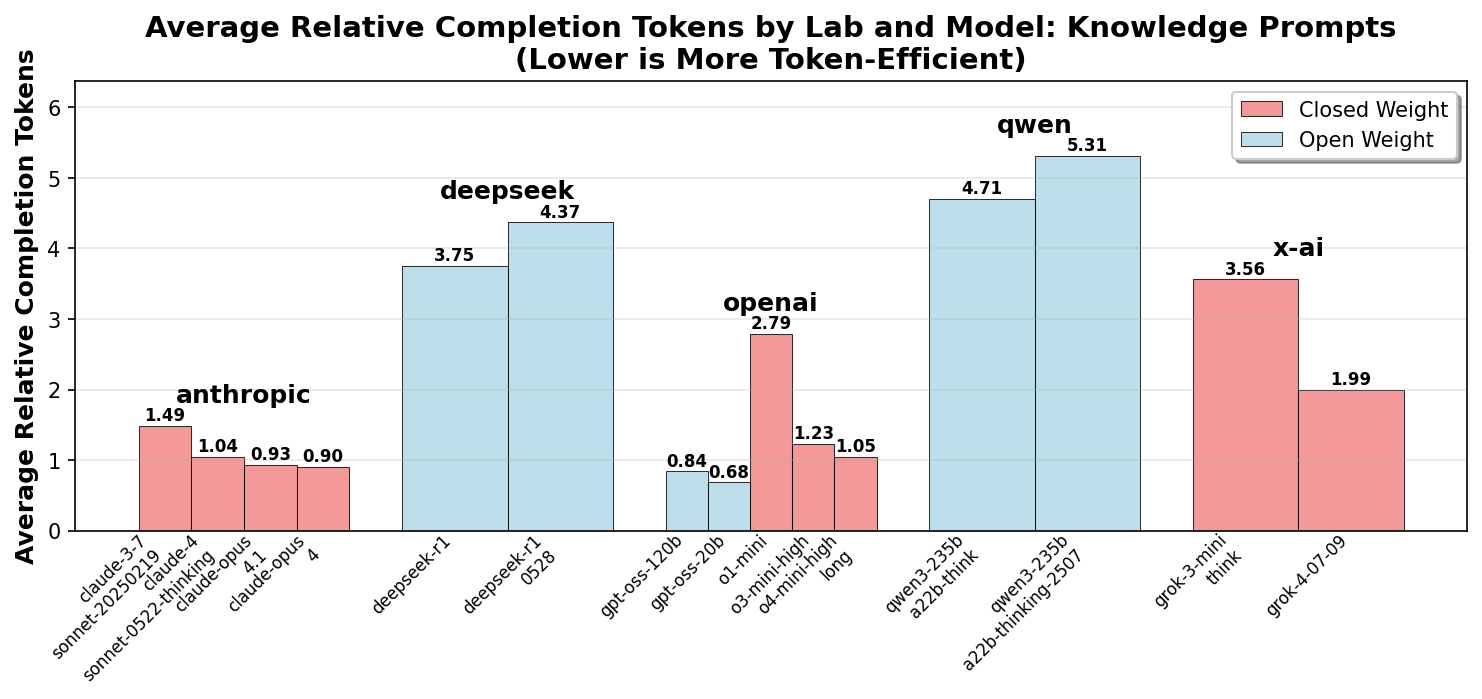 Average Relative Completion Tokens by Lab and Model: Knowledge Prompts
(Lower is More Token-Efficient)
Average Relative Completion Tokens
6
5
4
3
2
1
0
Closed Weight
Open Weight
anthropic
1.49
1.04
0.93
0.90
deepseek
3.75
4.37
openai
0.84
0.68
2.79
1.23
1.05
qwen
4.71
5.31
x-ai
3.56
1.99
claude-3-7
sonnet-20250219
claude-4
sonnet-0522-thinking
claude-opus
4.1
claude-opus
4
deepseek-r1
deepseek-r1
0528
gpt-oss-120b
gpt-oss-20b
o1-mini
o3-mini-high
o4-mini-high
long
qwen3-235b
a22b-think
qwen3-235b
a22b-thinking-2507
grok-3-mini
think
grok-4-07-09